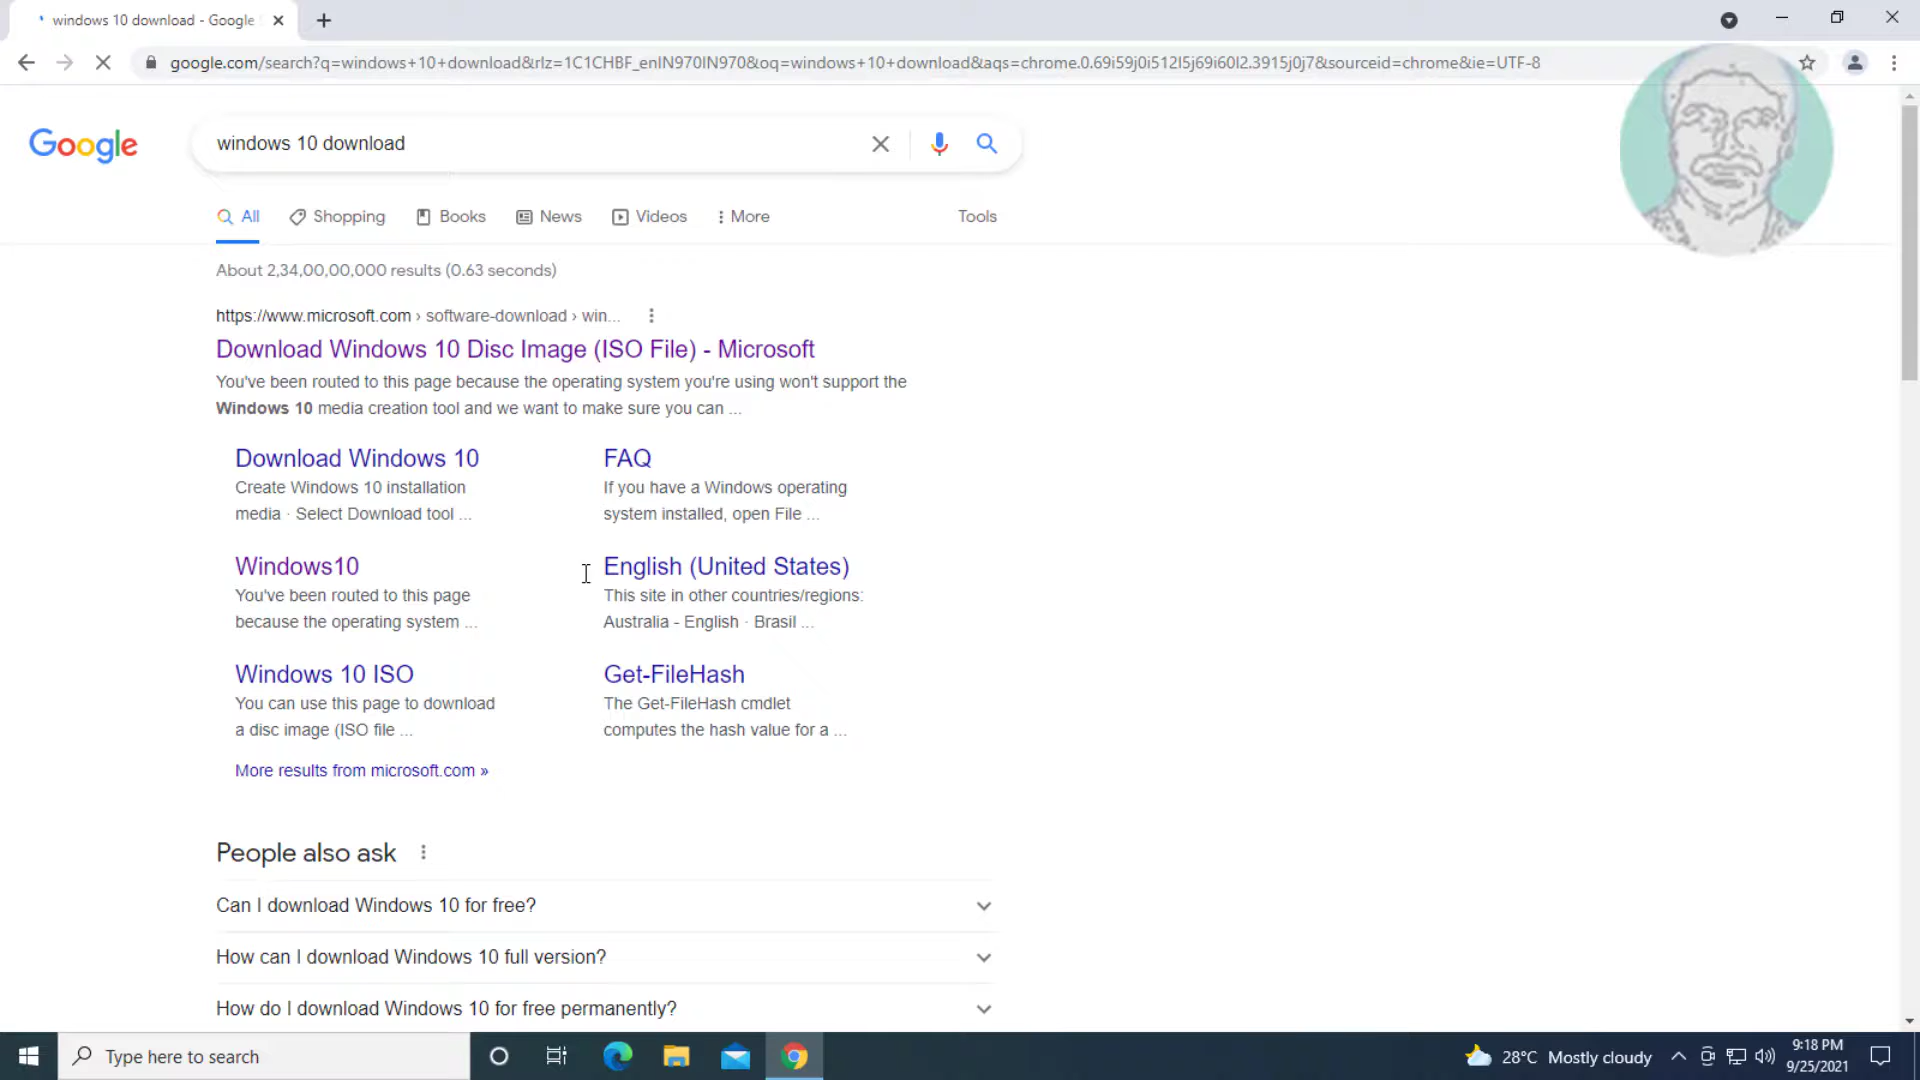 windows 10 download - Google
google.com/search?q=windows+10+download&rlz=1C1CHBF_enIN970IN970&oq=windows+10+download&aqs=chrome.0.69i59j0i512l5j69i60l2.3915j0j7&sourceid=chrome&ie=UTF-8
Google
windows 10 download
All Shopping Books News Videos More Tools
About 2,34,00,00,000 results (0.63 seconds)
https://www.microsoft.com › software-download › win...
Download Windows 10 Disc Image (ISO File) - Microsoft
You've been routed to this page because the operating system you're using won't support the
Windows 10 media creation tool and we want to make sure you can ...
Download Windows 10
Create Windows 10 installation
media · Select Download tool ...
FAQ
If you have a Windows operating
system installed, open File ...
Windows10
You've been routed to this page
because the operating system ...
English (United States)
This site in other countries/regions:
Australia - English · Brasil ...
Windows 10 ISO
You can use this page to download
a disc image (ISO file ...
Get-FileHash
The Get-FileHash cmdlet
computes the hash value for a ...
More results from microsoft.com »
People also ask
Can I download Windows 10 for free?
How can I download Windows 10 full version?
How do I download Windows 10 for free permanently?
Type here to search
28°C Mostly cloudy
9:18 PM
9/25/2021